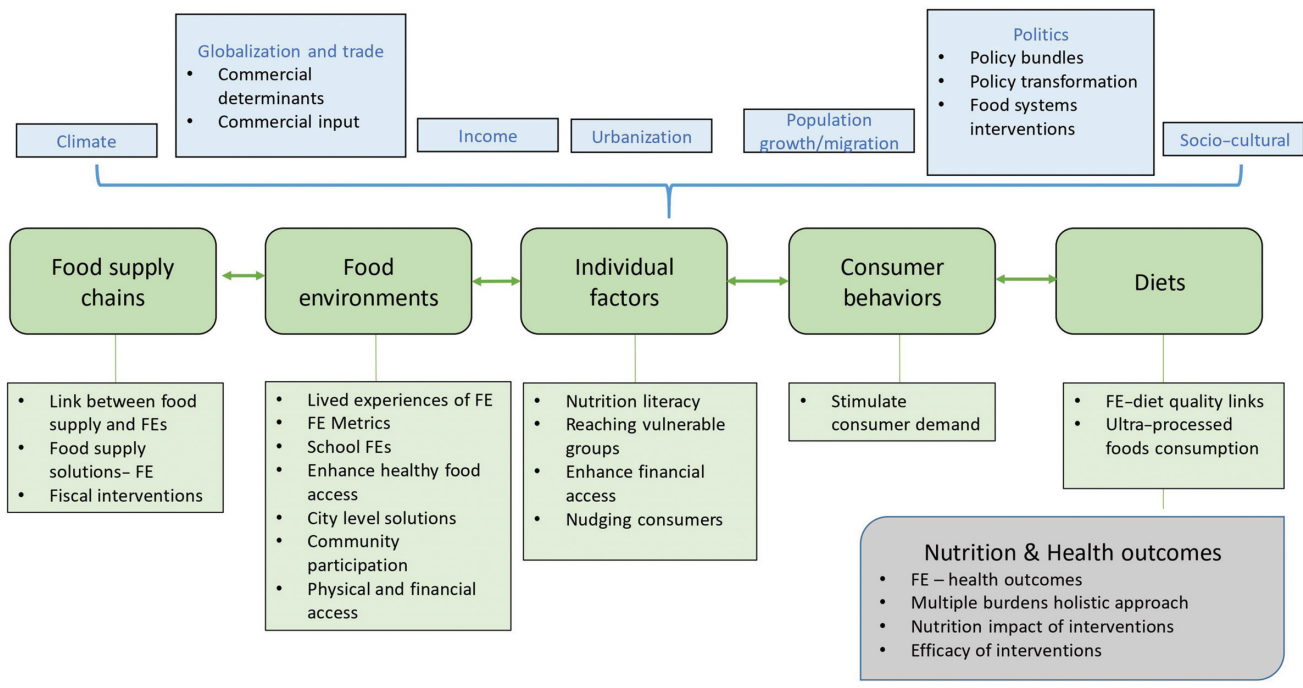 Globalization and trade
• Commercial
determinants
• Commercial input
Politics
• Policy bundles
• Policy transformation
• Food systems
interventions
Climate
Income
Urbanization
Population
growth/migration
Socio–cultural
Food supply
chains
Food
environments
Individual
factors
Consumer
behaviors
Diets
• Link between food
supply and FEs
• Food supply
solutions– FE
• Fiscal interventions
• Lived experiences of FE
• FE Metrics
• School FEs
• Enhance healthy food
access
• City level solutions
• Community
participation
• Physical and financial
access
• Nutrition literacy
• Reaching vulnerable
groups
• Enhance financial
access
• Nudging consumers
• Stimulate
consumer demand
• FE–diet quality links
• Ultra–processed
foods consumption
Nutrition & Health outcomes
• FE – health outcomes
• Multiple burdens holistic approach
• Nutrition impact of interventions
• Efficacy of interventions